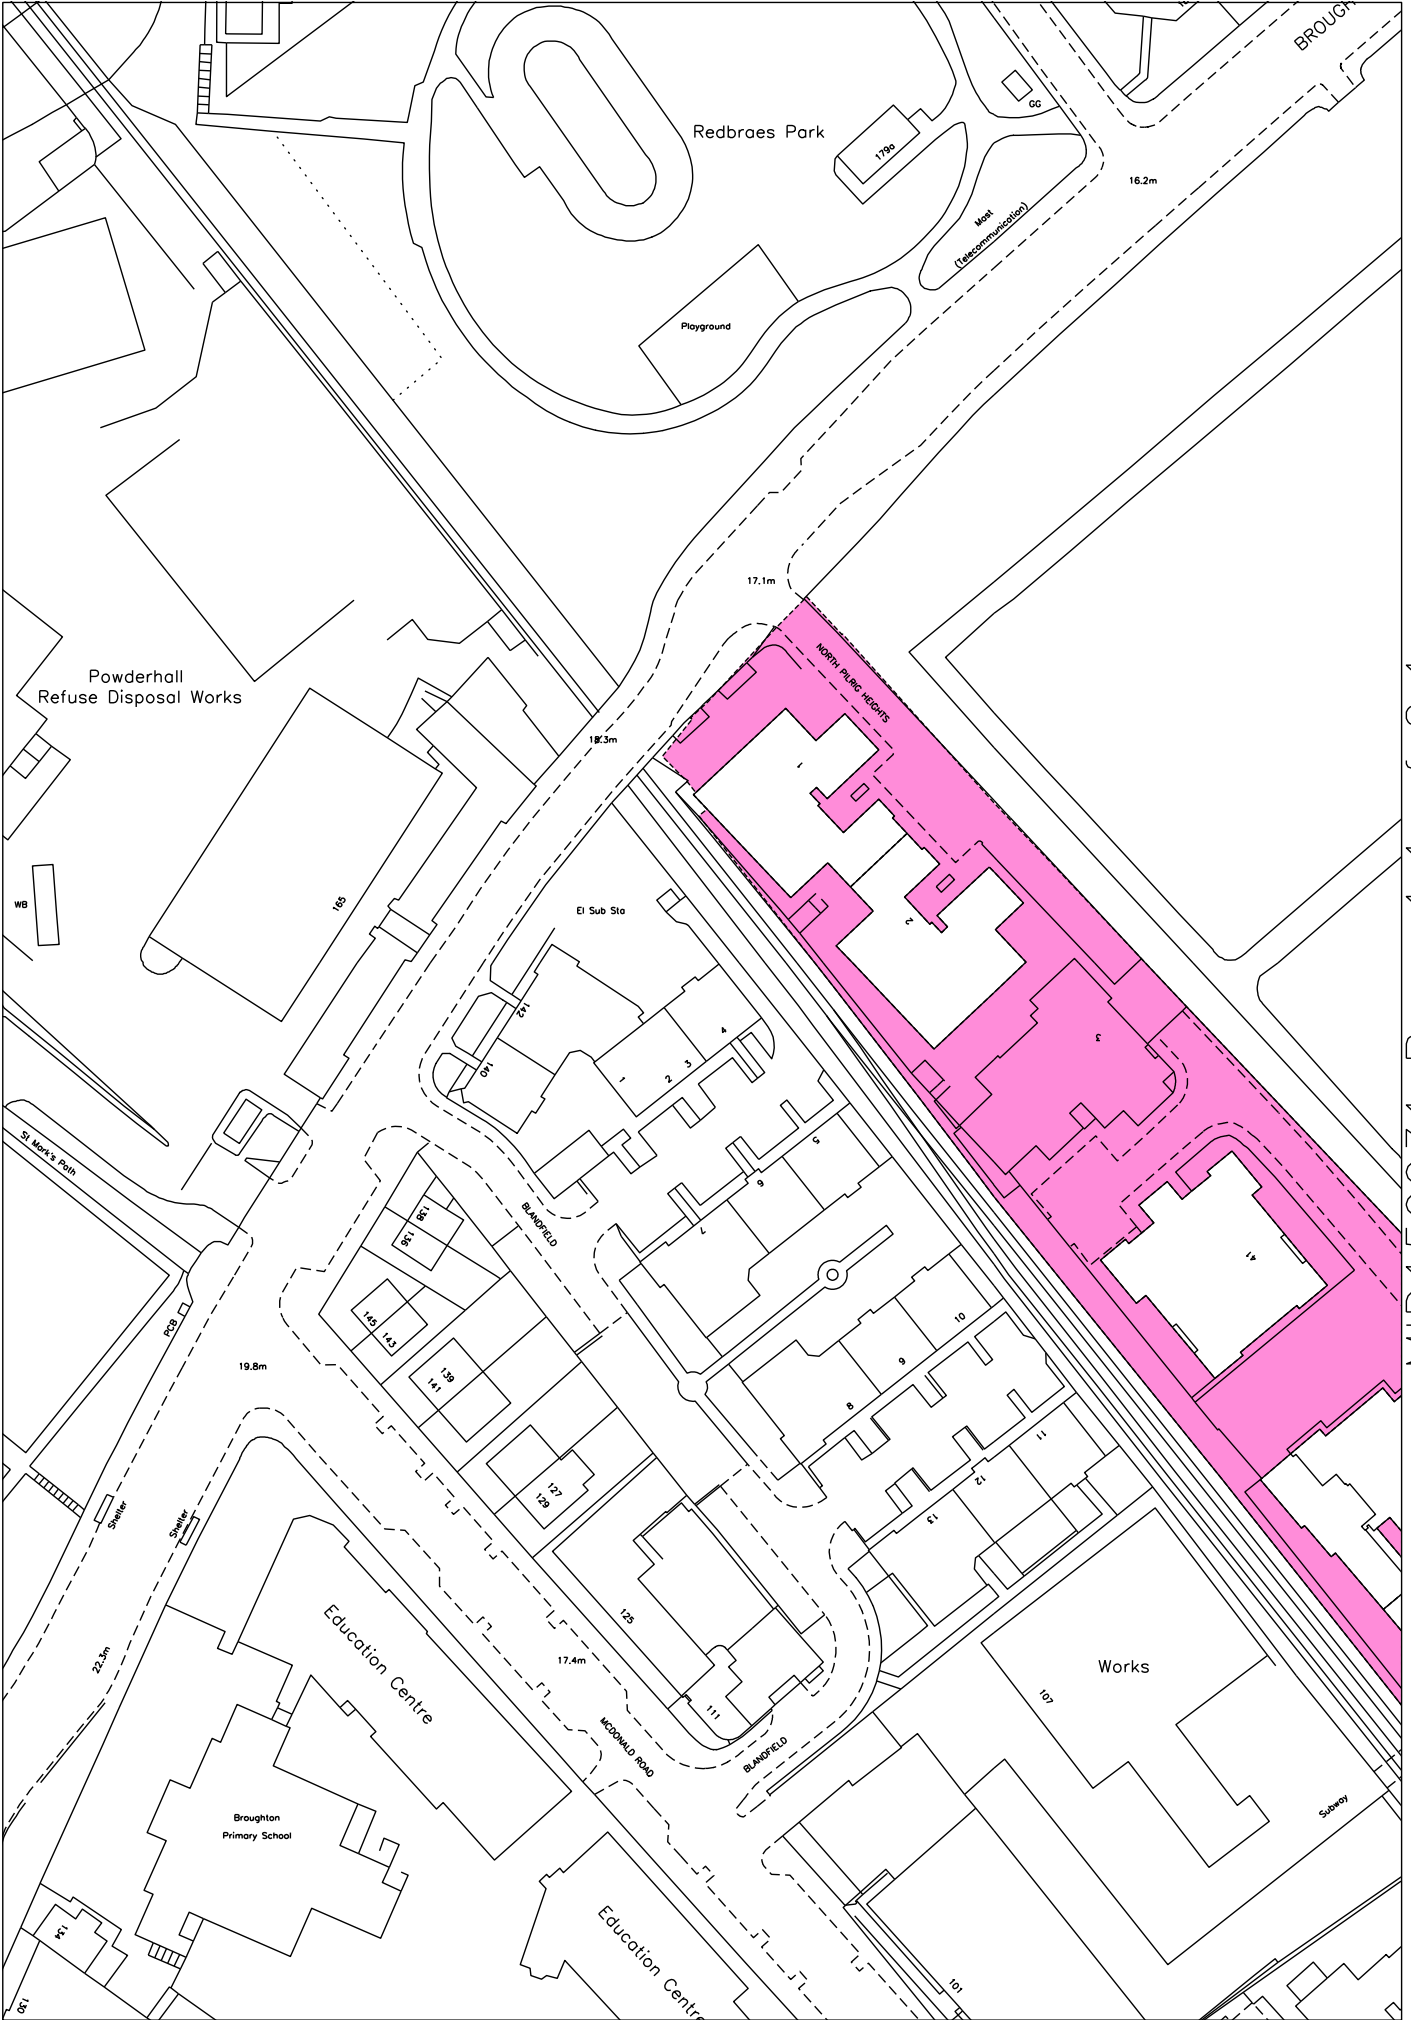 BROUGH
GG
Redbraes Park
179a
16.2m
Mast
(Telecommunication)
Playground
17.1m
NORTH PILRIG HEIGHTS
Powderhall
Refuse Disposal Works
18.3m
1
165
WB
El Sub Sta
2
142
4
3
3
2
1
140
St Mark's Path
5
6
7
BLANDFIELD
138
136
41
145
143
PCB
10
139
141
19.8m
9
8
11
12
127
129
13
Shelter
Shelter
125
Education Centre
22.3m
17.4m
Works
107
111
MCDONALD ROAD
BLANDFIELD
Subway
Broughton
Primary School
134
Education Centre
101
130